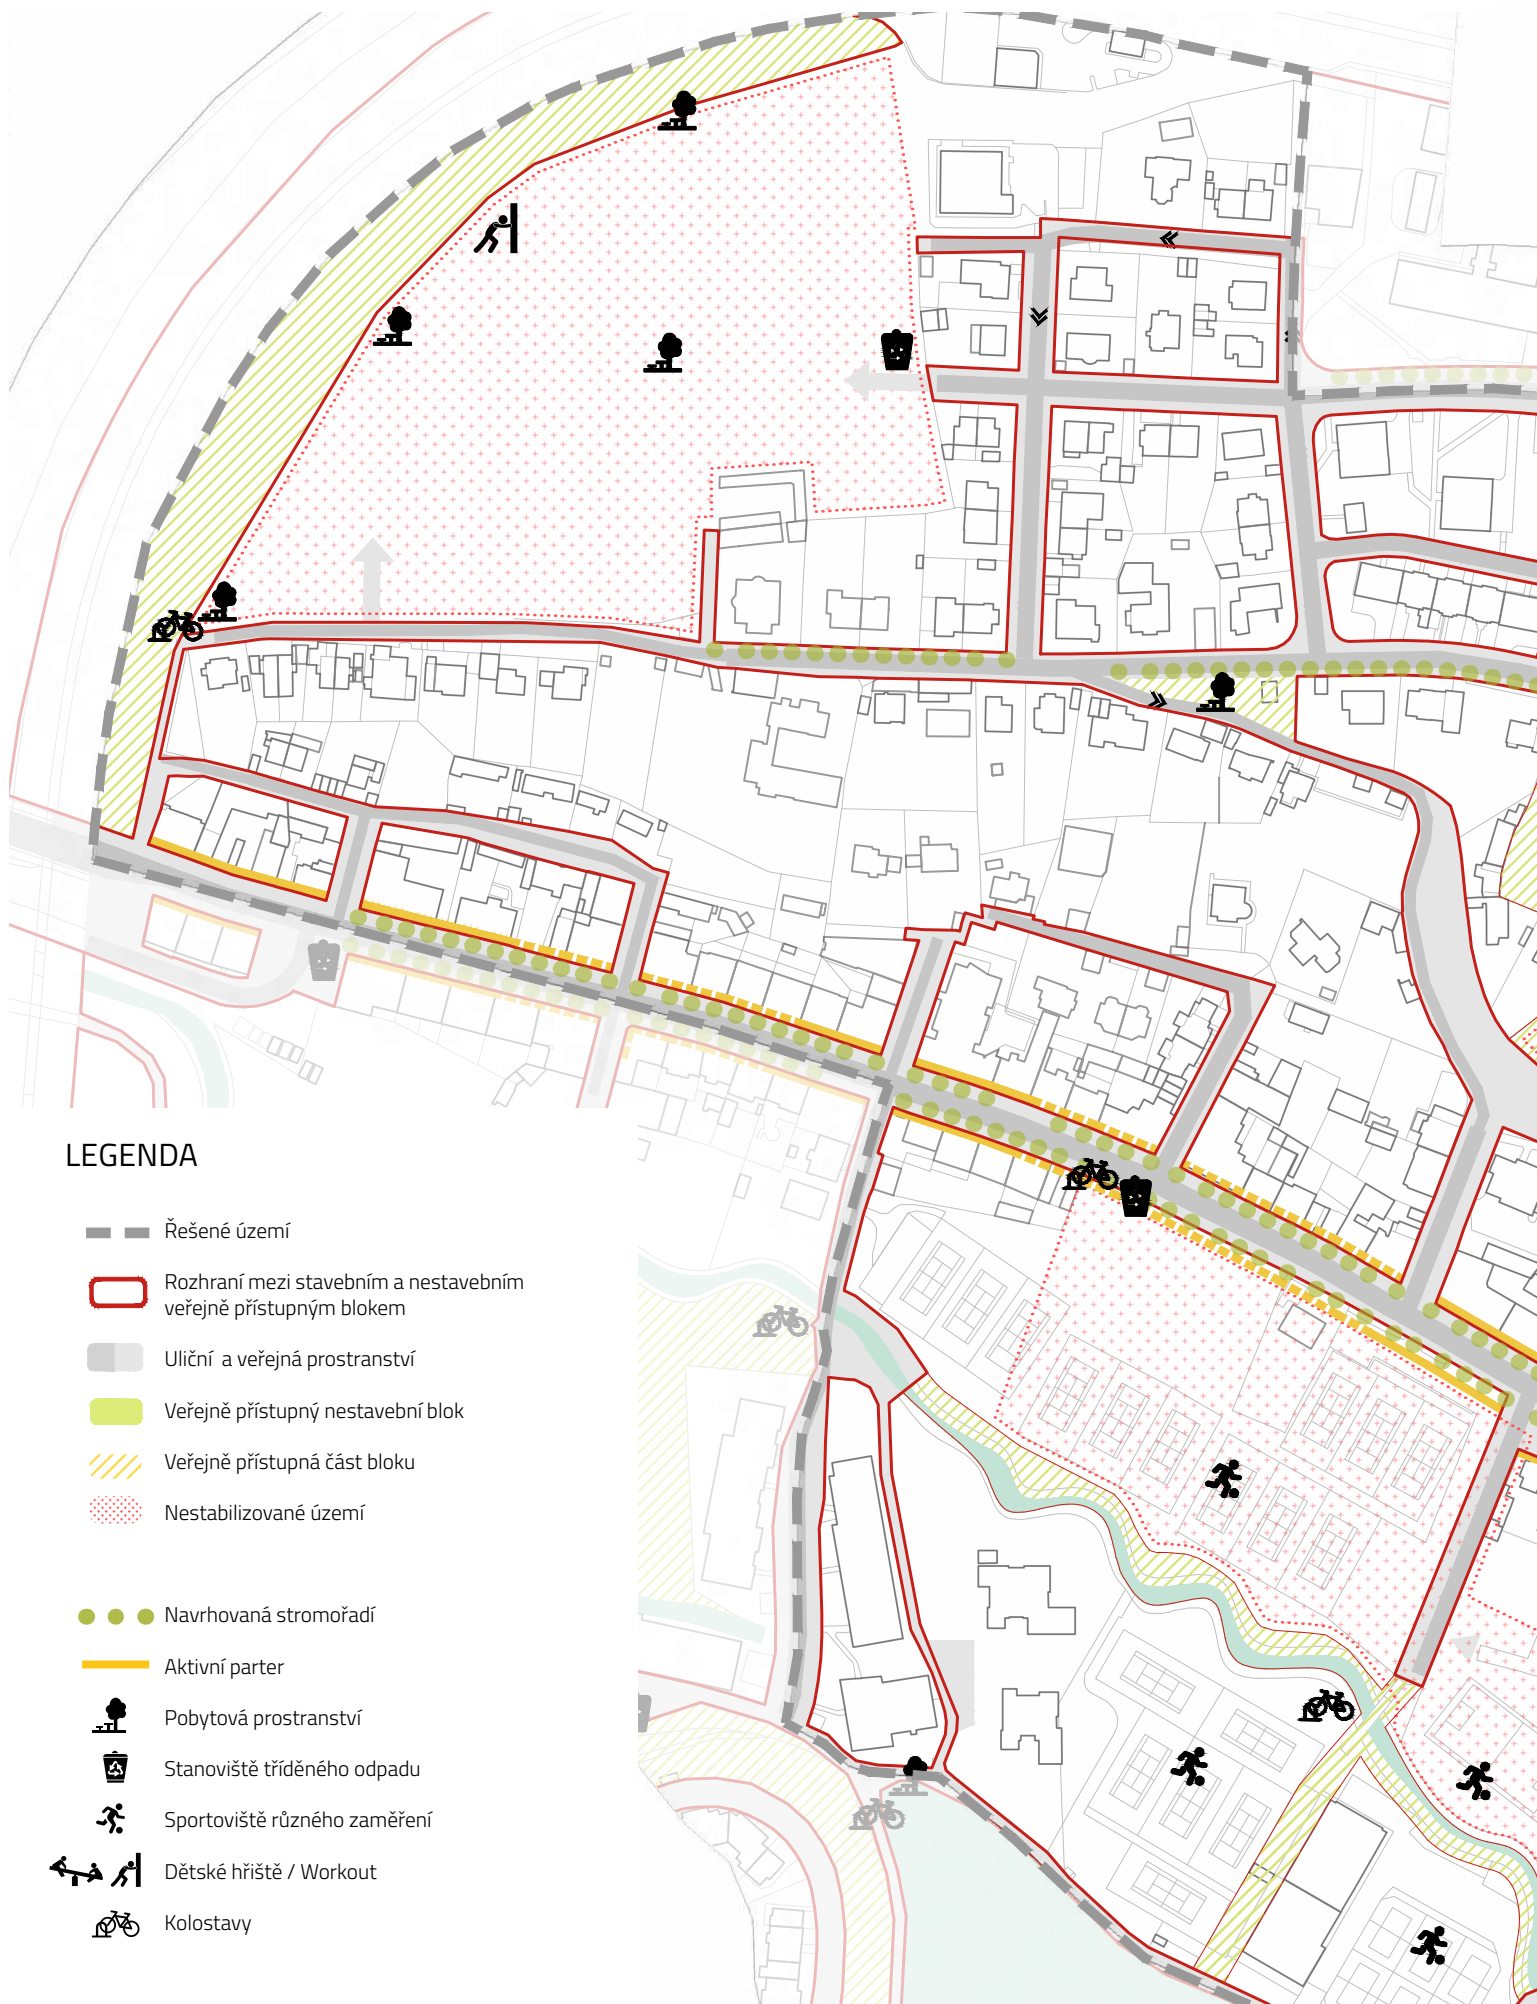 LEGENDA
Řešené území
Rozhraní mezi stavebním a nestavebním
veřejně přístupným blokem
Uliční a veřejná prostranství
Veřejně přístupný nestavební blok
Veřejně přístupná část bloku
Nestabilizované území
Navrhovaná stromořadí
Aktivní parter
Pobytová prostranství
Stanoviště tříděného odpadu
Sportoviště různého zaměření
Dětské hřiště / Workout
Kolostavy